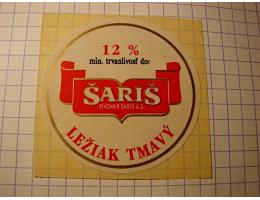 12 %
min. trvanlivosť do:
ŠARIŠ
PIVOVAR ŠARIŠ A.S.
LEŽIAK TMAVÝ